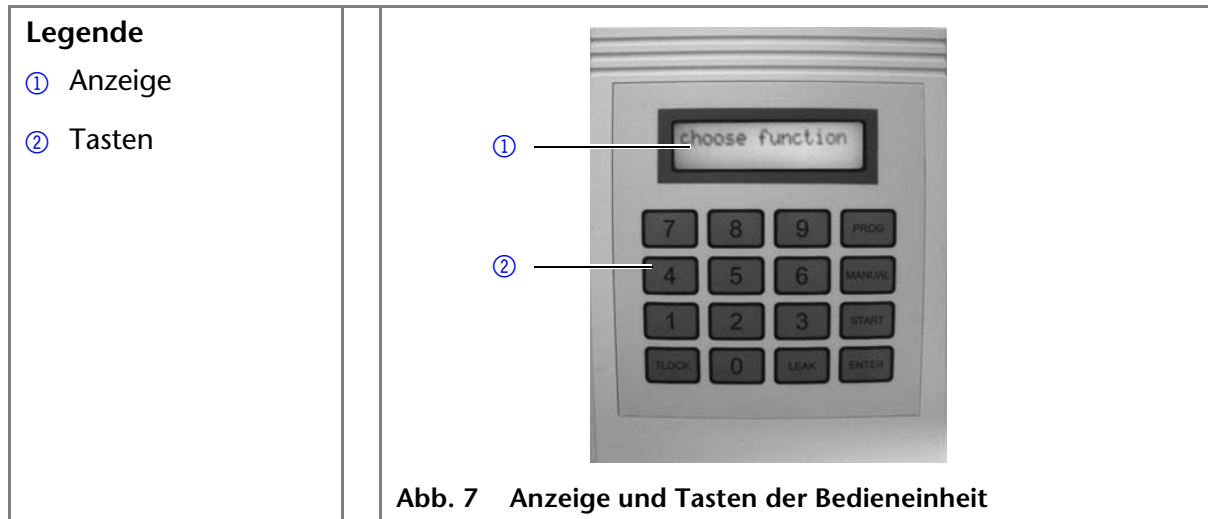 Legende
① Anzeige
② Tasten
①
choose function
7 8 9 PROG
②
4 5 6 MANUAL
1 2 3 START
TLOCK 0 LEAK ENTER
Abb. 7 Anzeige und Tasten der Bedieneinheit